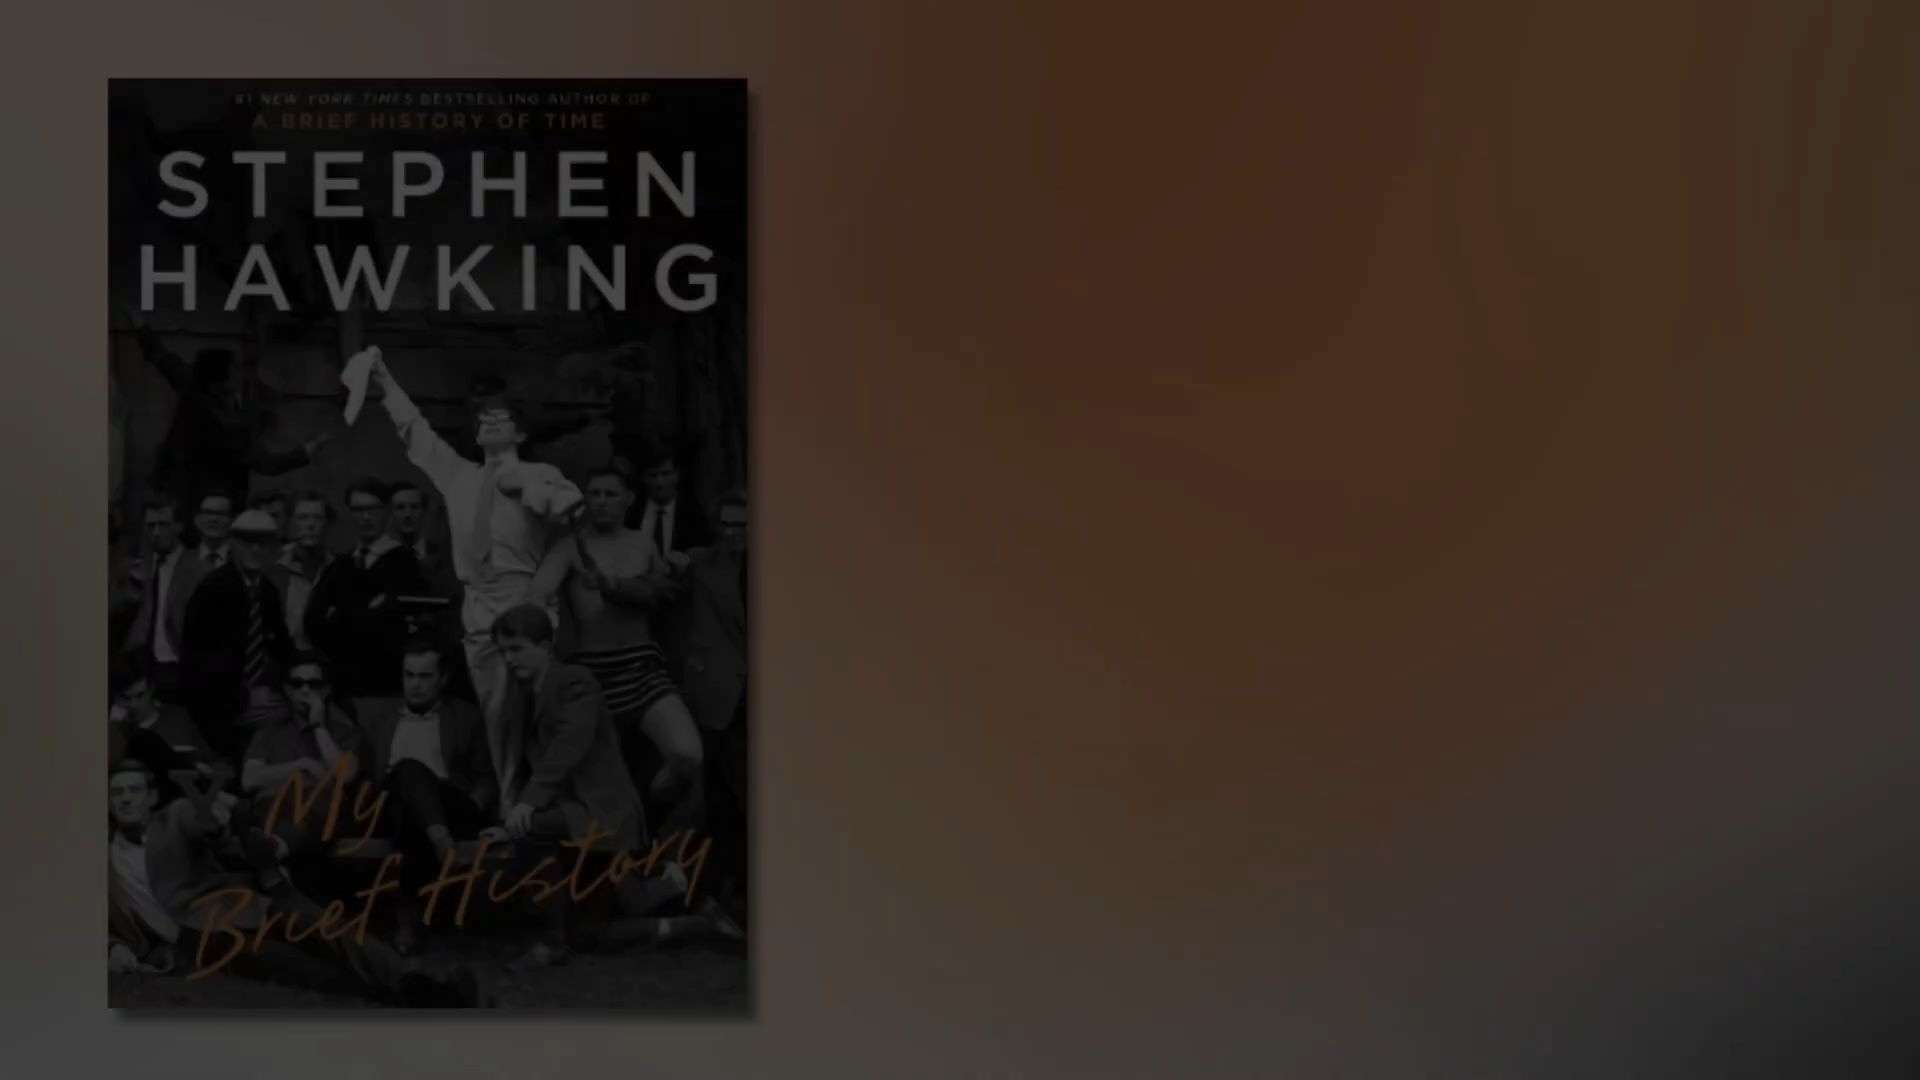 #1 NEW YORK TIMES BESTSELLING AUTHOR OF
A BRIEF HISTORY OF TIME
STEPHEN
HAWKING
My
Brief History